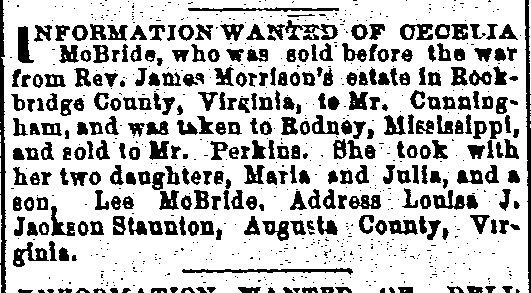 INFORMATION WANTED OF CECELIA
McBride, who was sold before the war
from Rev. James Morrison's estate in Rock-
bridge County, Virginia, to Mr. Cunning-
ham, and was taken to Rodney, Mississippi,
and sold to Mr. Perkins. She took with
her two daughters, Maria and Julia, and a
son, Lee McBride. Address Louisa J.
Jackson Staunton, Augusta County, Vir-
ginia.
INFORMATION WANTED OF